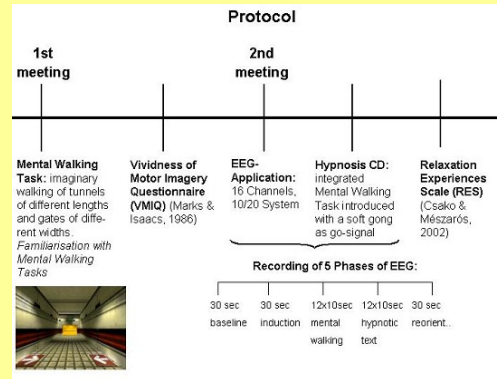 Protocol
1st
meeting
2nd
meeting
Mental Walking
Task: imaginary
walking of tunnels
of different lengths
and gates of diffe-
rent widths.
Familiarisation with
Mental Walking
Tasks
Vividness of
Motor Imagery
Questionnaire
(VMIQ) (Marks &
Isaacs, 1986)
EEG-
Application:
16 Channels,
10/20 System
Hypnosis CD:
integrated
Mental Walking
Task introduced
with a soft gong
as go-signal
Relaxation
Experiences
Scale (RES)
(Csako &
Mészarós,
2002)
Recording of 5 Phases of EEG:
30 sec
baseline
30 sec
induction
12x10sec
mental
walking
12x10sec
hypnotic
text
30 sec
reorient..